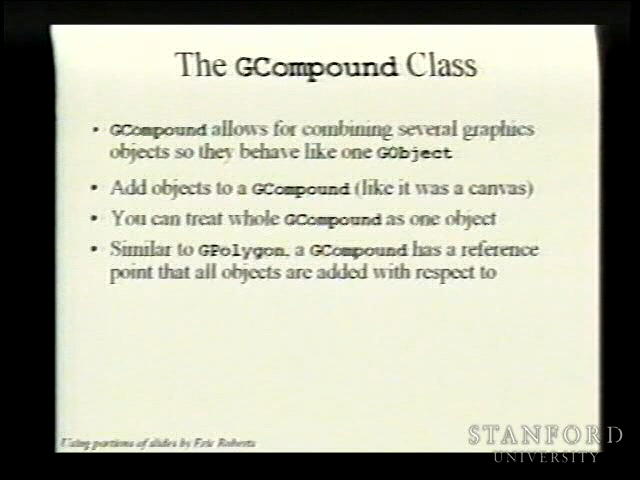 The GCompound Class
• GCompound allows for combining several graphics
objects so they behave like one GObject
• Add objects to a GCompound (like it was a canvas)
• You can treat whole GCompound as one object
• Similar to GPolygon, a GCompound has a reference
point that all objects are added with respect to
Using portions of slides by Eric Roberts
STANFORD
UNIVERSITY